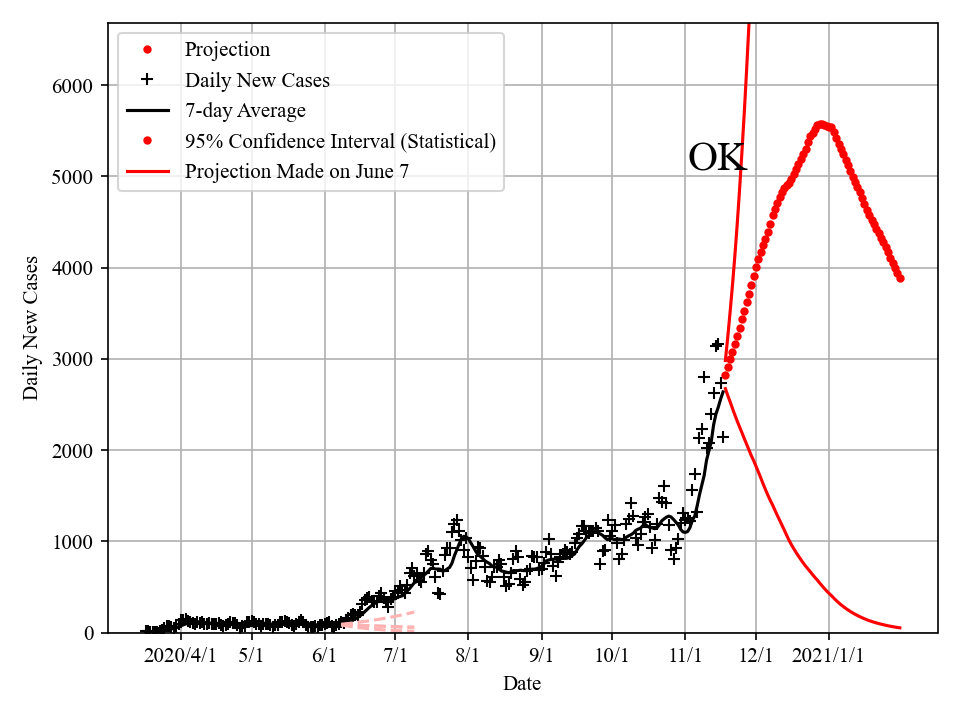 Projection
Daily New Cases
7-day Average
95% Confidence Interval (Statistical)
Projection Made on June 7
OK
6000
5000
4000
3000
2000
1000
0
Daily New Cases
2020/4/1 5/1 6/1 7/1 8/1 9/1 10/1 11/1 12/1 2021/1/1
Date